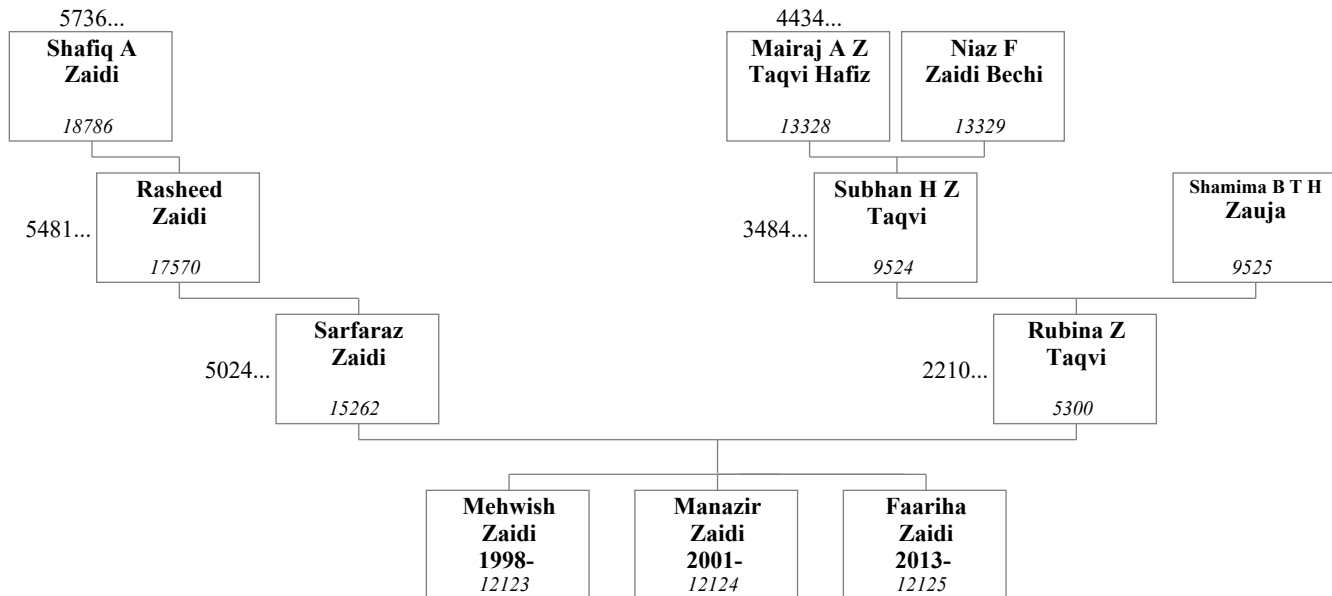 5736...
Shafiq A
Zaidi
18786
4434...
Mairaj A Z
Taqvi Hafiz
13328
Niaz F
Zaidi Bechi
13329
5481...
Rasheed
Zaidi
17570
3484...
Subhan H Z
Taqvi
9524
Shamima B T H
Zauja
9525
5024...
Sarfaraz
Zaidi
15262
2210...
Rubina Z
Taqvi
5300
Mehwish
Zaidi
1998-
12123
Manazir
Zaidi
2001-
12124
Faariha
Zaidi
2013-
12125